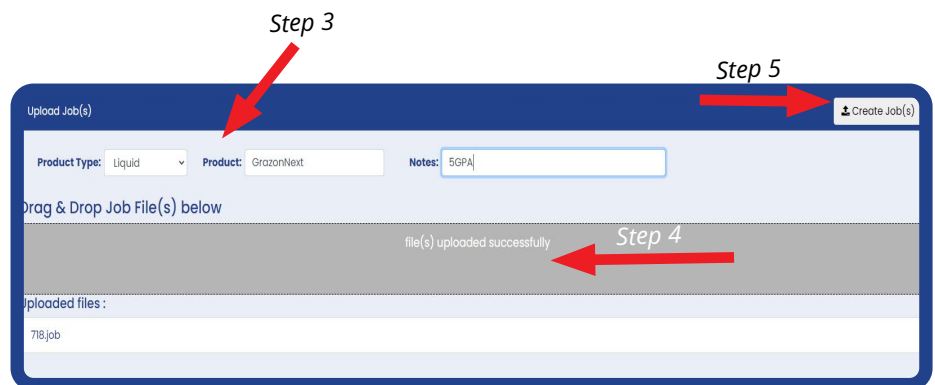 Step 3
Step 5
Upload Job(s)
Create Job(s)
Product Type: Liquid Product: GrazonNext Notes: 5GPA
Drag & Drop Job File(s) below
file(s) uploaded successfully
Step 4
Uploaded files :
718.job